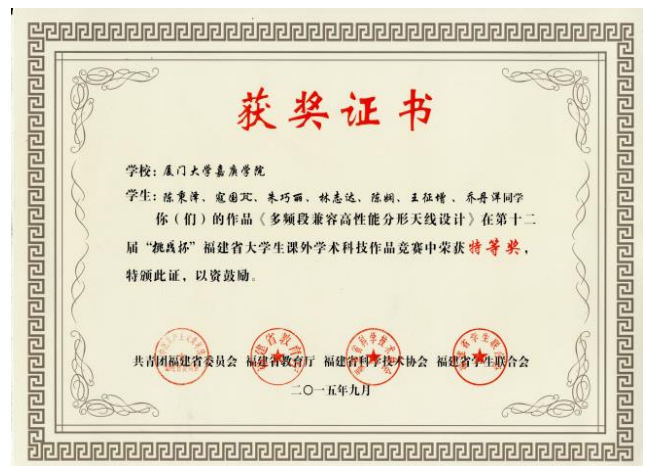 获奖证书
学校：厦门大学嘉庚学院
学生：陈秉泽、寇国、朱巧丽、林志达、陈娴、王征增、乔丹洋同学
你（们）的作品《多频段兼容高性能分形天线设计》在第十二
届“挑战杯”福建省大学生课外学术科技作品竞赛中荣获特等奖，
特颁此证，以资鼓励。
共青团福建省委员会 福建省教育厅 福建省科学技术协会 福建省学生联合会
二〇一五年九月